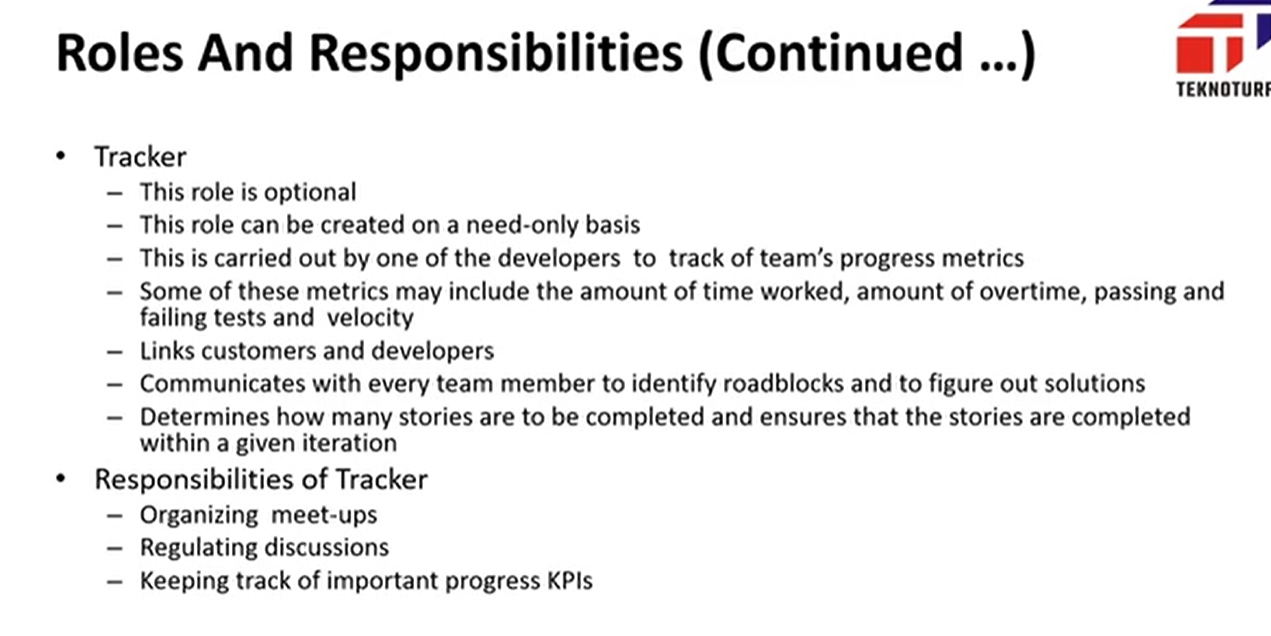 Roles And Responsibilities (Continued ...)
TEKNOTURF
• Tracker
– This role is optional
– This role can be created on a need-only basis
– This is carried out by one of the developers to track of team's progress metrics
– Some of these metrics may include the amount of time worked, amount of overtime, passing and
failing tests and velocity
– Links customers and developers
– Communicates with every team member to identify roadblocks and to figure out solutions
– Determines how many stories are to be completed and ensures that the stories are completed
within a given iteration
• Responsibilities of Tracker
– Organizing meet-ups
– Regulating discussions
– Keeping track of important progress KPIs